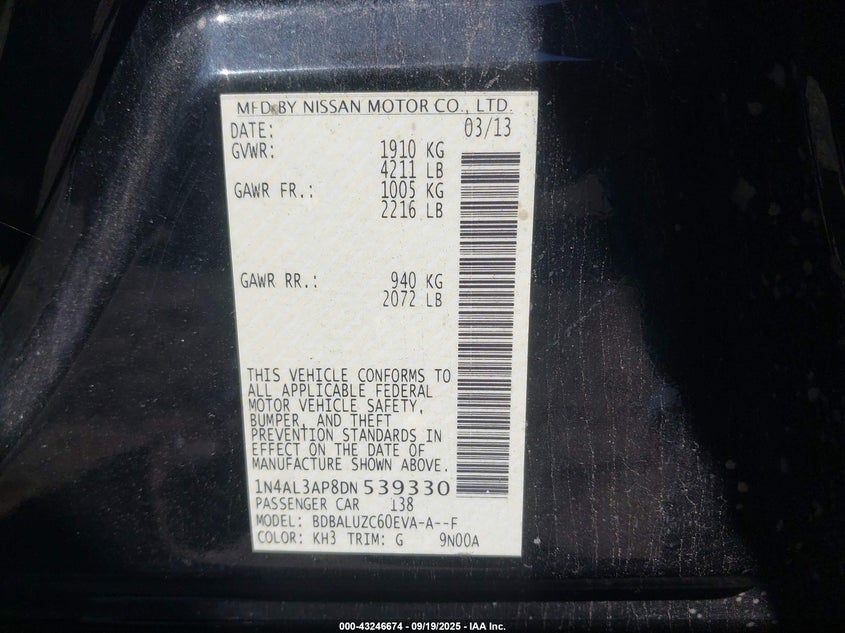 MFD BY NISSAN MOTOR CO., LTD.
DATE: 03/13
GVWR: 1910 KG
4211 LB
GAWR FR.: 1005 KG
2216 LB
GAWR RR.: 940 KG
2072 LB
THIS VEHICLE CONFORMS TO
ALL APPLICABLE FEDERAL
MOTOR VEHICLE SAFETY,
BUMPER, AND THEFT
PREVENTION STANDARDS IN
EFFECT ON THE DATE OF
MANUFACTURE SHOWN ABOVE.
1N4AL3AP8DN 539330
PASSENGER CAR 138
MODEL: BDBALUZC60EVA-A--F
COLOR: KH3 TRIM: G 9N00A
000-43246674 - 09/19/2025 - IAA Inc.